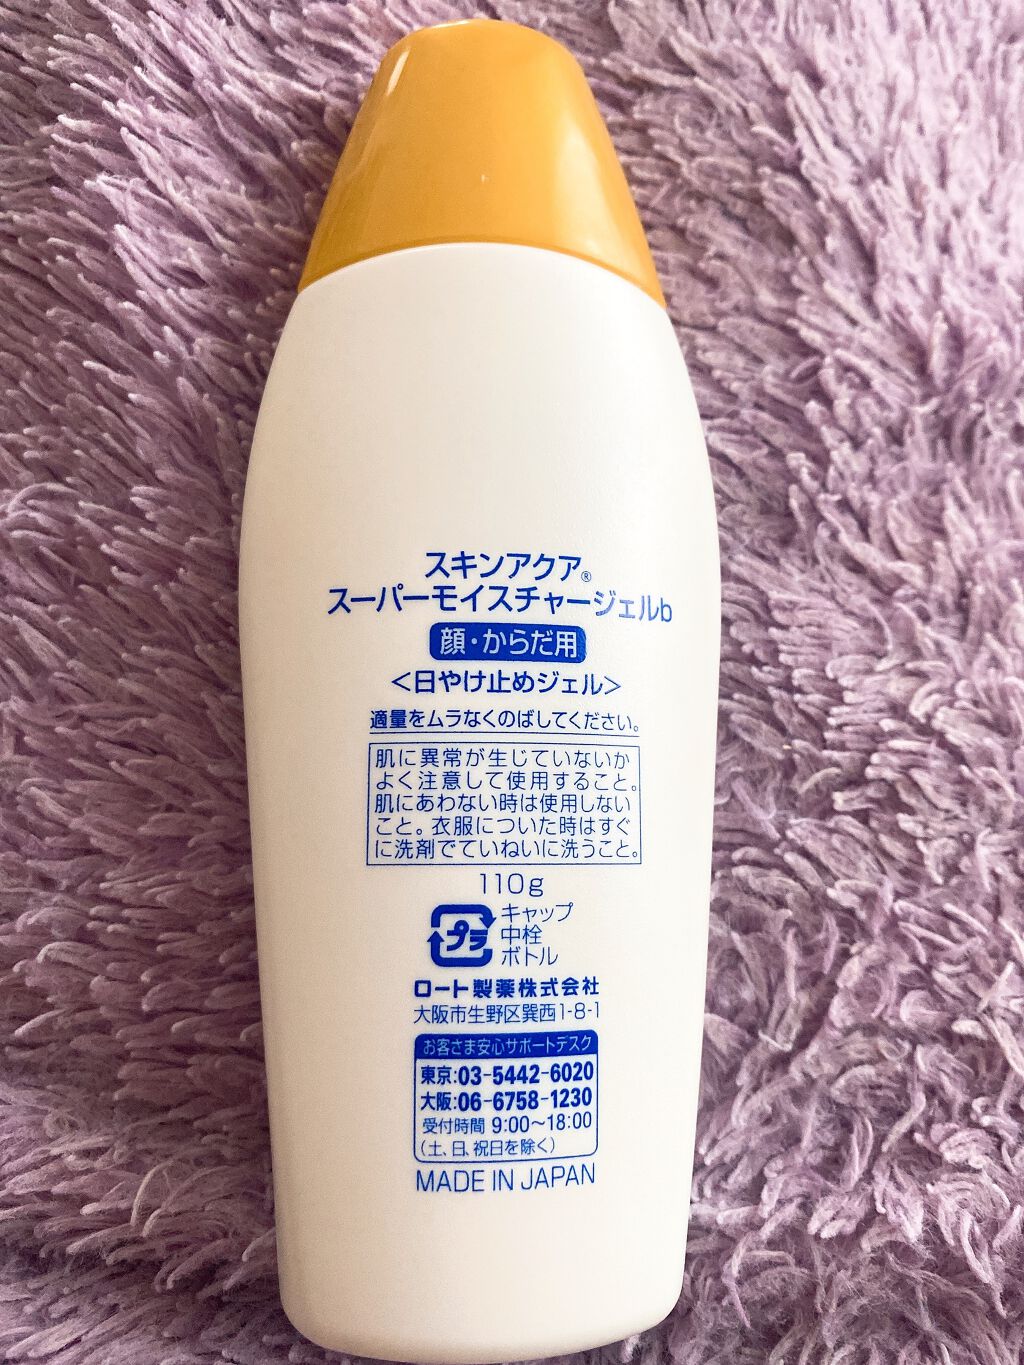 スキンアクア®
スーパーモイスチャージェルb
顔・からだ用
<日やけ止めジェル>
適量をムラなくのばしてください。
肌に異常が生じていないか
よく注意して使用すること。
肌にあわない時は使用しない
こと。衣服についた時はすぐ
に洗剤でていねいに洗うこと。
110g
プラ
キャップ
中栓
ボトル
ロート製薬株式会社
大阪市生野区巽西1-8-1
お客さま安心サポートデスク
東京:03-5442-6020
大阪:06-6758-1230
受付時間 9:00~18:00
(土、日、祝日を除く)
MADE IN JAPAN